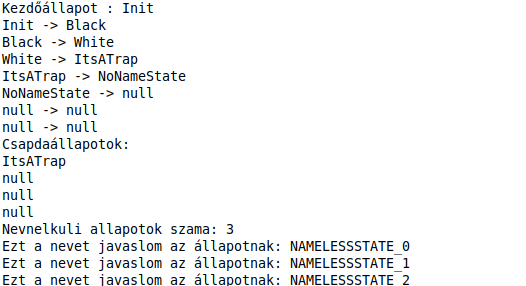 Kezdőállapot : Init
Init -> Black
Black -> White
White -> ItsATrap
ItsATrap -> NoNameState
NoNameState -> null
null -> null
null -> null
Csapdaállapotok:
ItsATrap
null
null
null
Nevnelkuli allapotok szama: 3
Ezt a nevet javaslom az állapotnak: NAMELESSSTATE_0
Ezt a nevet javaslom az állapotnak: NAMELESSSTATE_1
Ezt a nevet javaslom az állapotnak: NAMELESSSTATE_2